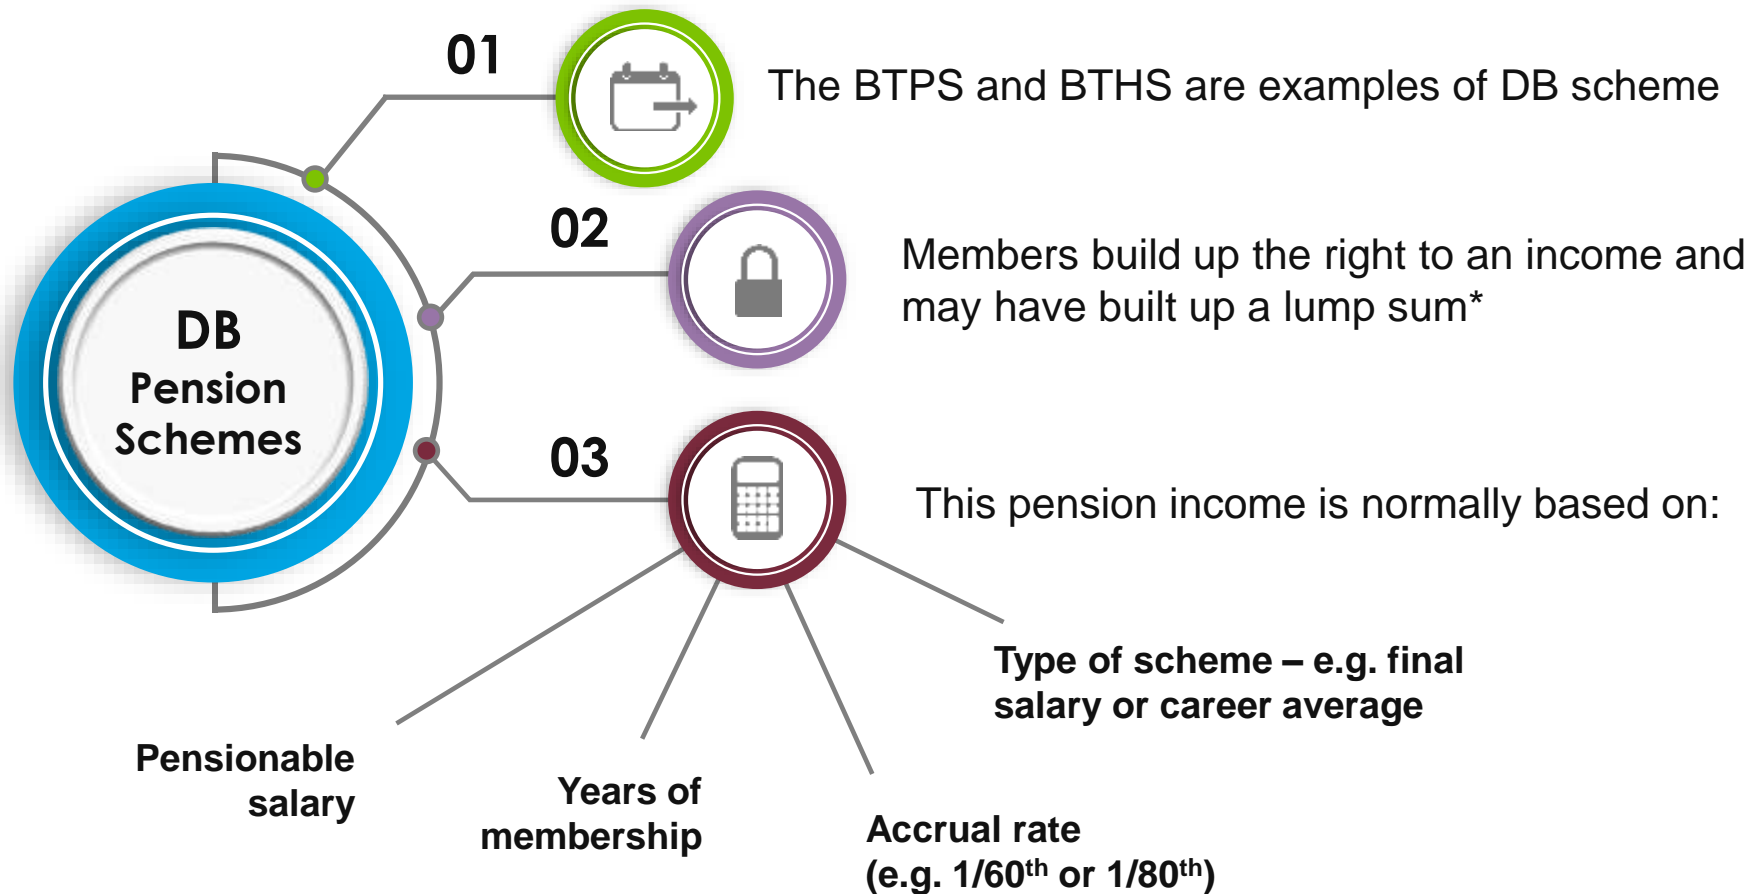 01
The BTPS and BTHS are examples of DB scheme
02
Members build up the right to an income and
may have built up a lump sum*
DB
Pension
Schemes
03
This pension income is normally based on:
Type of scheme – e.g. final
salary or career average
Pensionable
salary
Years of
membership
Accrual rate
(e.g. 1/60th or 1/80th)